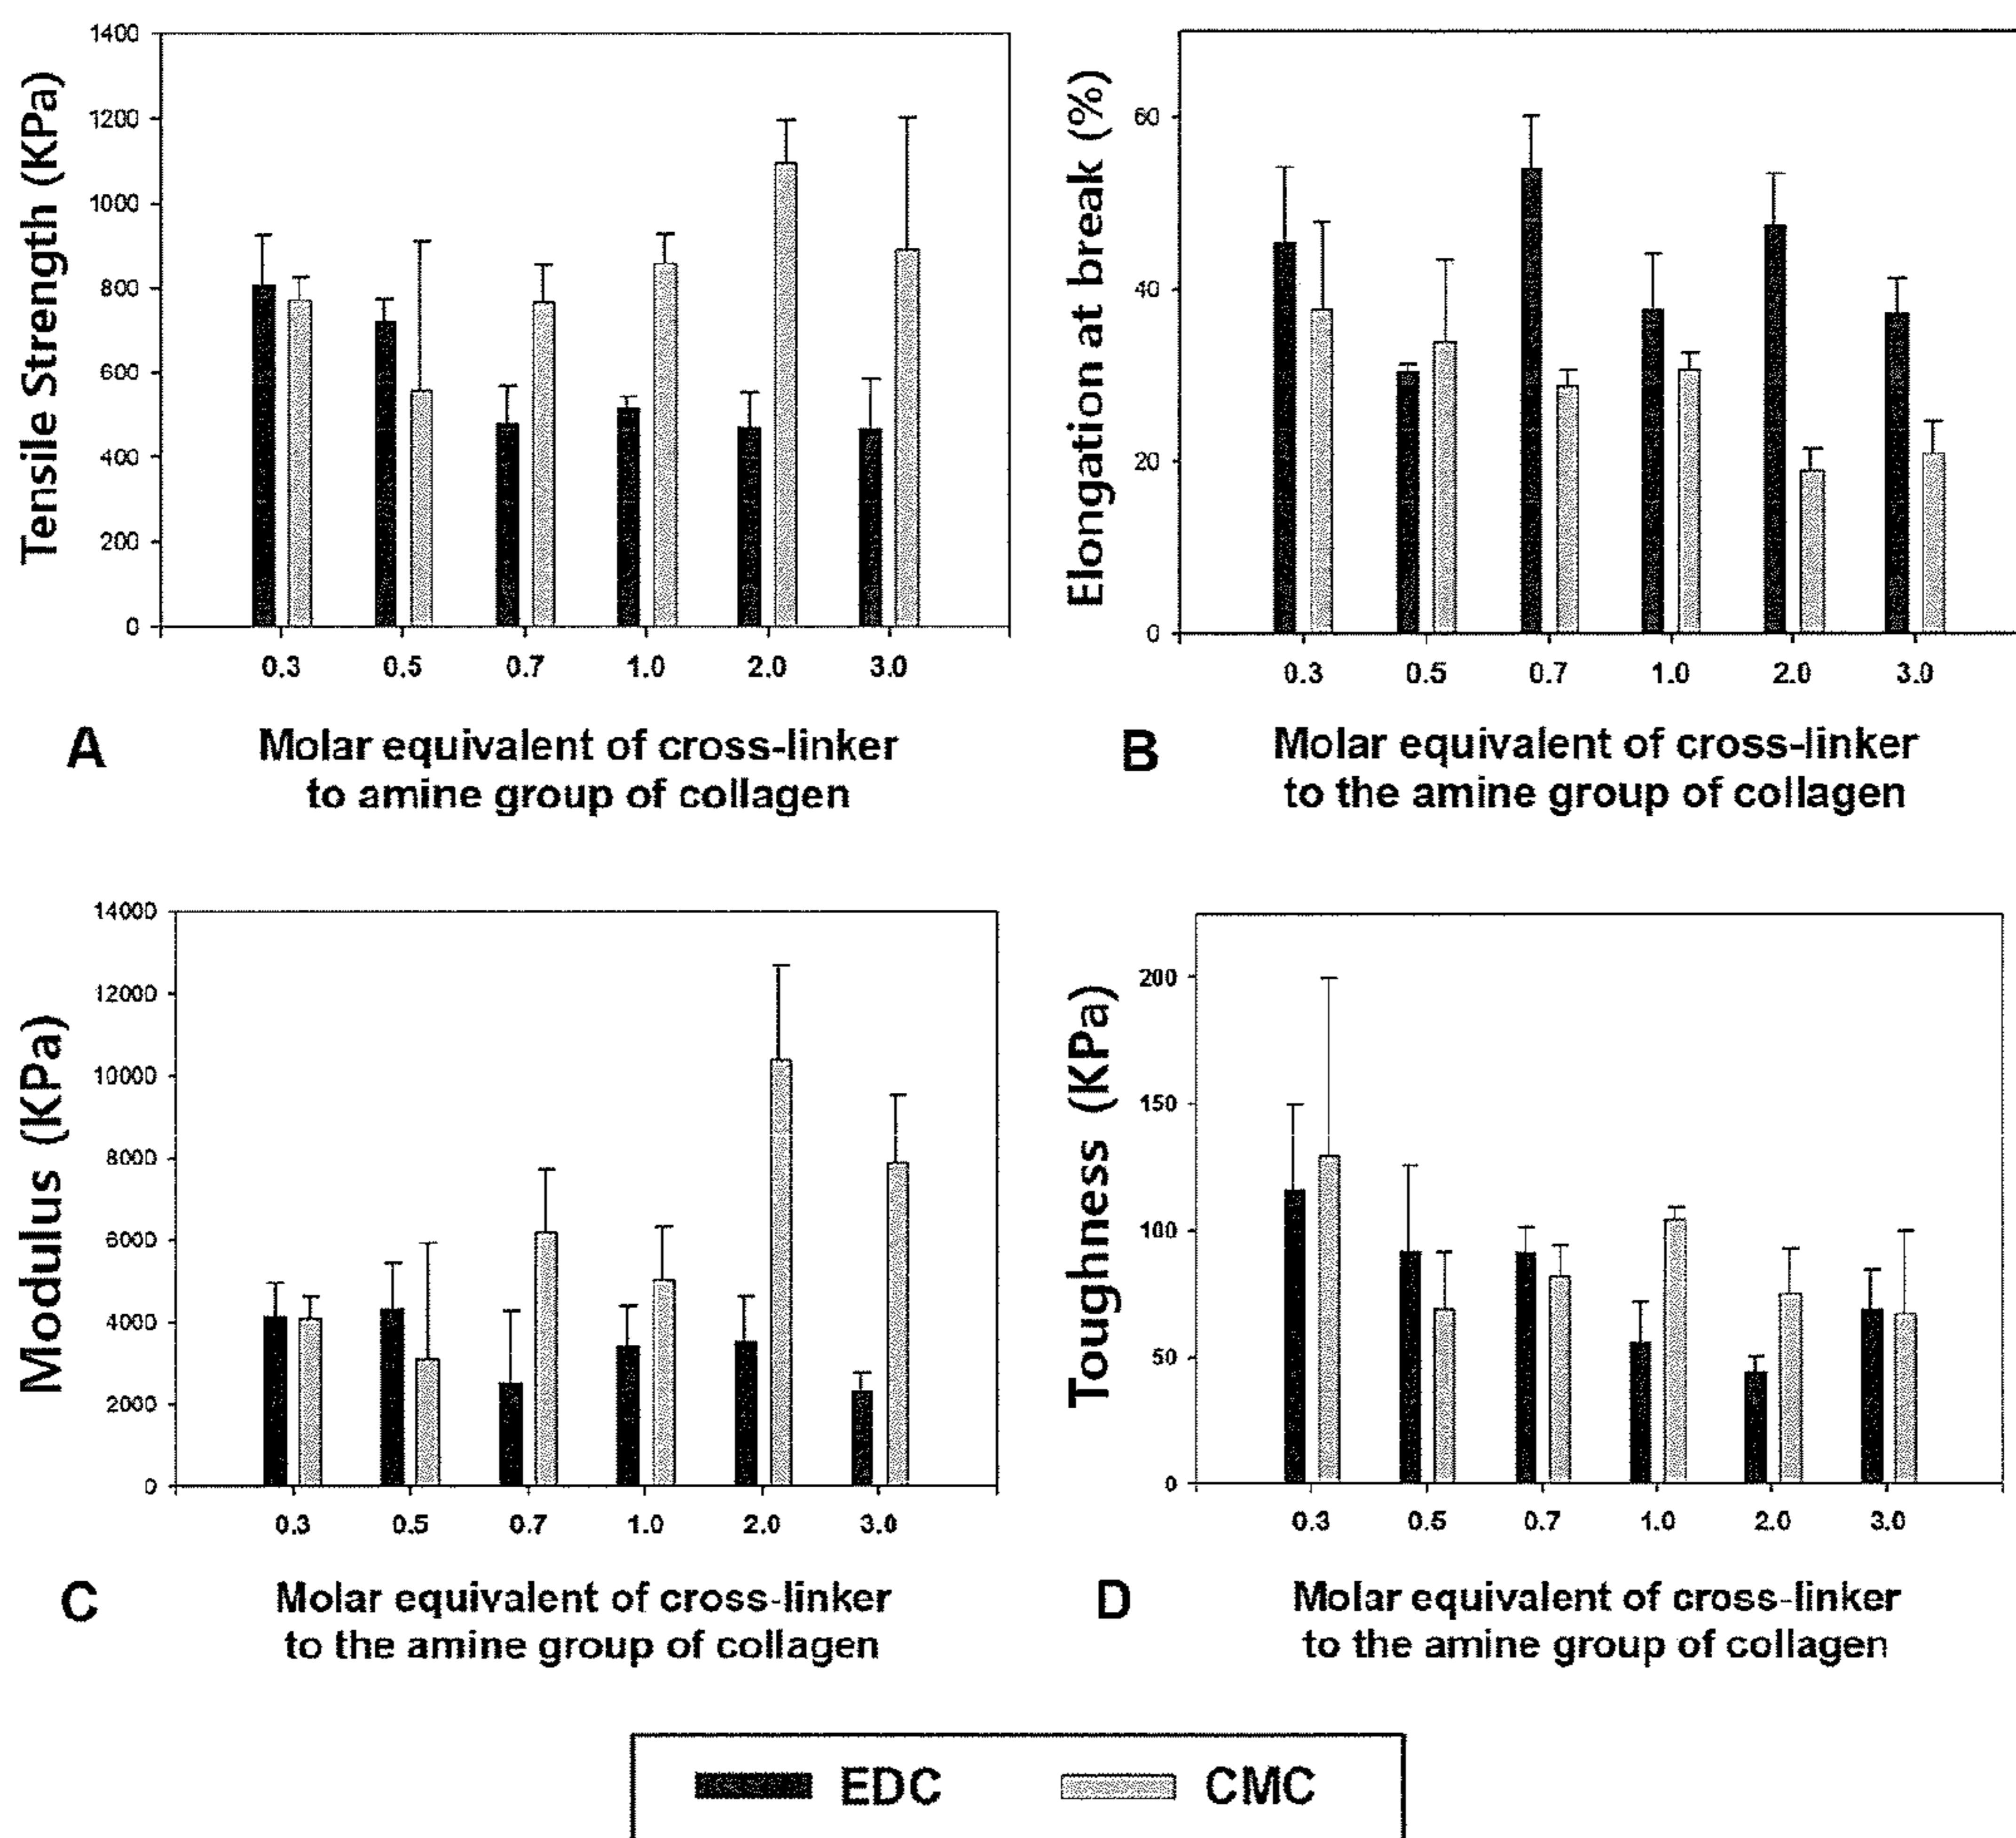 Tensile Strength (KPa)
1400
1200
1000
800
600
400
200
0
0.3 0.5 0.7 1.0 2.0 3.0
A
Molar equivalent of cross-linker
to amine group of collagen
Elongation at break (%)
60
40
20
0
0.3 0.5 0.7 1.0 2.0 3.0
B
Molar equivalent of cross-linker
to the amine group of collagen
Modulus (KPa)
14000
12000
10000
8000
6000
4000
2000
0
0.3 0.5 0.7 1.0 2.0 3.0
C
Molar equivalent of cross-linker
to the amine group of collagen
Toughness (KPa)
200
150
100
50
0
0.3 0.5 0.7 1.0 2.0 3.0
D
Molar equivalent of cross-linker
to the amine group of collagen
EDC CMC